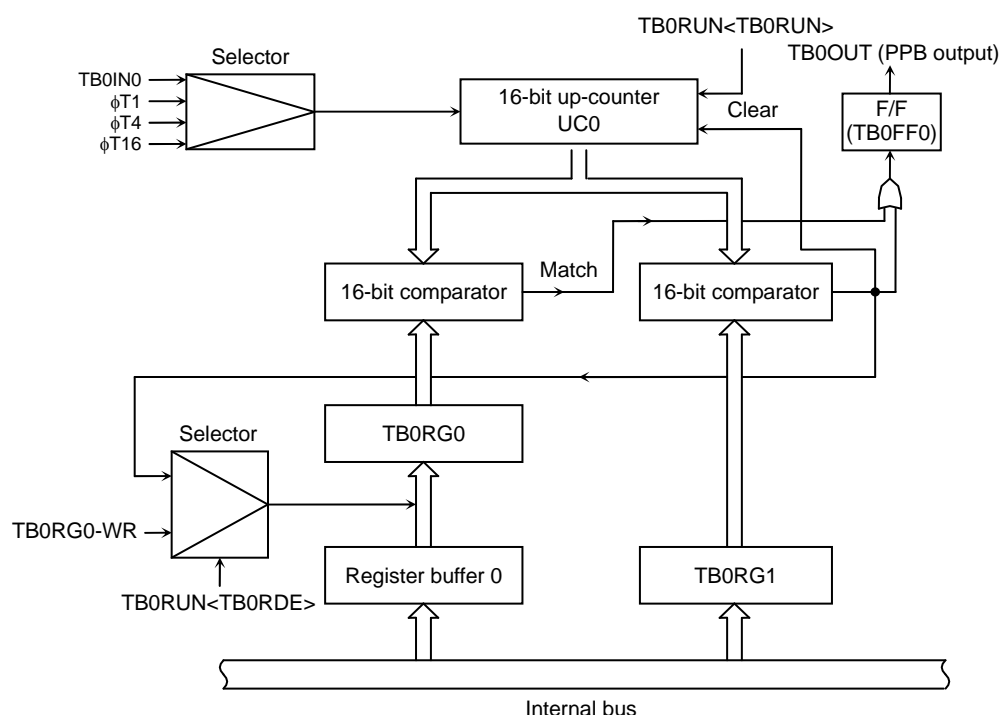 TB0RUN<TB0RUN>
TB0OUT (PPB output)
Selector
TB0IN0
ϕT1
ϕT4
ϕT16
16-bit up-counter
UC0
Clear
F/F
(TB0FF0)
16-bit comparator
Match
16-bit comparator
TB0RG0
Selector
TB0RG0-WR
TB0RUN<TB0RDE>
Register buffer 0
TB0RG1
Internal bus